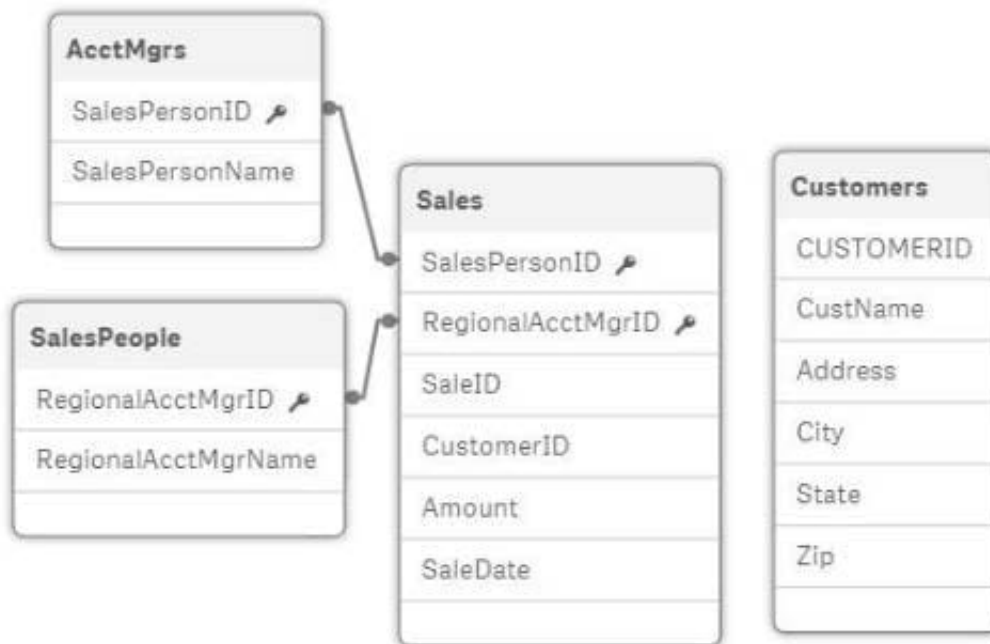 AcctMgrs
SalesPersonID
SalesPersonName
SalesPeople
RegionalAcctMgrID
RegionalAcctMgrName
Sales
SalesPersonID
RegionalAcctMgrID
SaleID
CustomerID
Amount
SaleDate
Customers
CUSTOMERID
CustName
Address
City
State
Zip